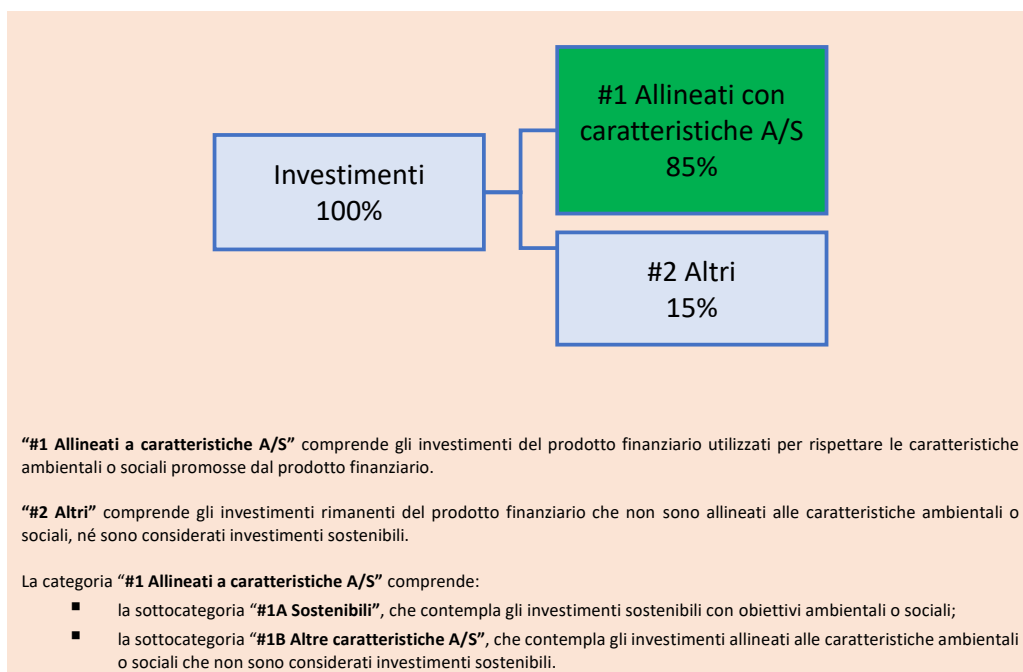 #1 Allineati con
caratteristiche A/S
85%
Investimenti
100%
#2 Altri
15%
“#1 Allineati a caratteristiche A/S” comprende gli investimenti del prodotto finanziario utilizzati per rispettare le caratteristiche
ambientali o sociali promosse dal prodotto finanziario.
“#2 Altri” comprende gli investimenti rimanenti del prodotto finanziario che non sono allineati alle caratteristiche ambientali o
sociali, né sono considerati investimenti sostenibili.
La categoria “#1 Allineati a caratteristiche A/S” comprende:
▪ la sottocategoria “#1A Sostenibili”, che contempla gli investimenti sostenibili con obiettivi ambientali o sociali;
▪ la sottocategoria “#1B Altre caratteristiche A/S”, che contempla gli investimenti allineati alle caratteristiche ambientali
o sociali che non sono considerati investimenti sostenibili.